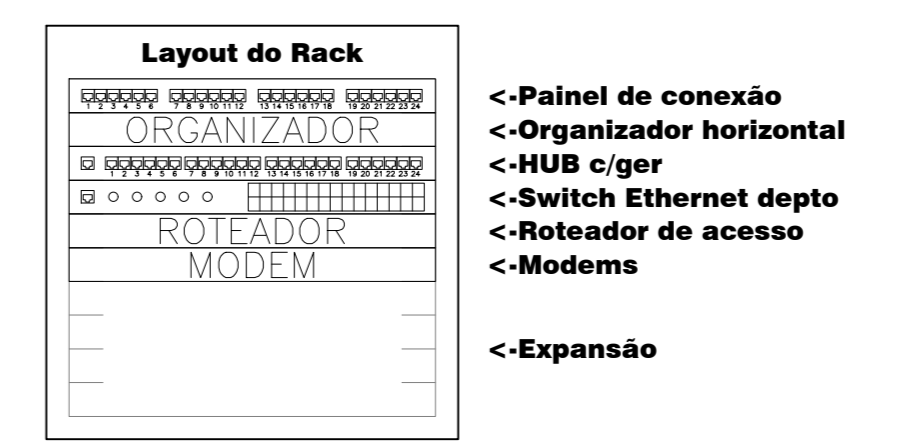 Layout do Rack
1 2 3 4 5 6 7 8 9 10 11 12 13 14 15 16 17 18 19 20 21 22 23 24
<-Painel de conexão
ORGANIZADOR
<-Organizador horizontal
1 2 3 4 5 6 7 8 9 10 11 12 13 14 15 16 17 18 19 20 21 22 23 24
<-HUB c/ger
<-Switch Ethernet depto
ROTEADOR
<-Roteador de acesso
MODEM
<-Modems
<-Expansão